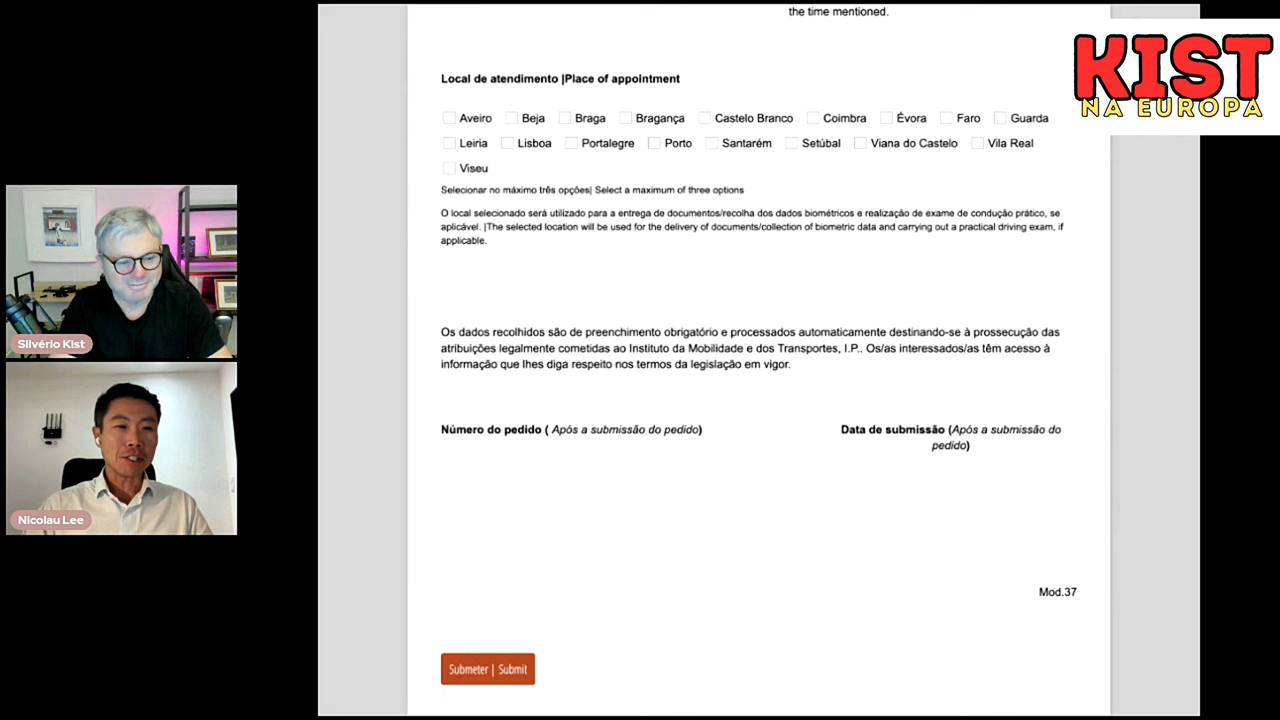 the time mentioned.
KIST
NA EUROPA
Local de atendimento |Place of appointment
Aveiro Beja Braga Bragança Castelo Branco Coimbra Évora Faro Guarda
Leiria Lisboa Portalegre Porto Santarém Setúbal Viana do Castelo Vila Real
Viseu
Selecionar no máximo três opções| Select a maximum of three options
O local selecionado será utilizado para a entrega de documentos/recolha dos dados biométricos e realização de exame de condução prático, se
aplicável. |The selected location will be used for the delivery of documents/collection of biometric data and carrying out a practical driving exam, if
applicable.
Silvério Kist
Os dados recolhidos são de preenchimento obrigatório e processados automaticamente destinando-se à prossecução das
atribuições legalmente cometidas ao Instituto da Mobilidade e dos Transportes, I.P.. Os/as interessados/as têm acesso à
informação que lhes diga respeito nos termos da legislação em vigor.
Número do pedido ( Após a submissão do pedido)
Data de submissão (Após a submissão do
pedido)
Nicolau Lee
Mod.37
Submeter | Submit